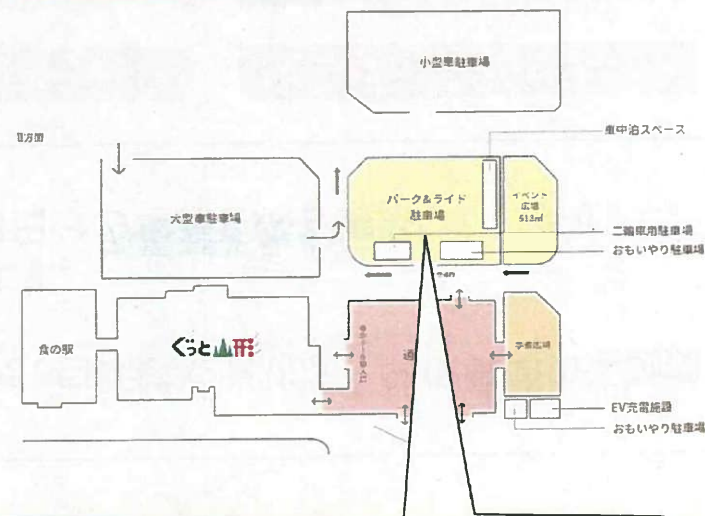 小型車駐車場
車中泊スペース
パーク&ライド
駐車場
イベント
広場
513㎡
大型車駐車場
二輪車用駐車場
おもいやり駐車場
食の駅
ぐっと山形
道
EV充電施設
おもいやり駐車場